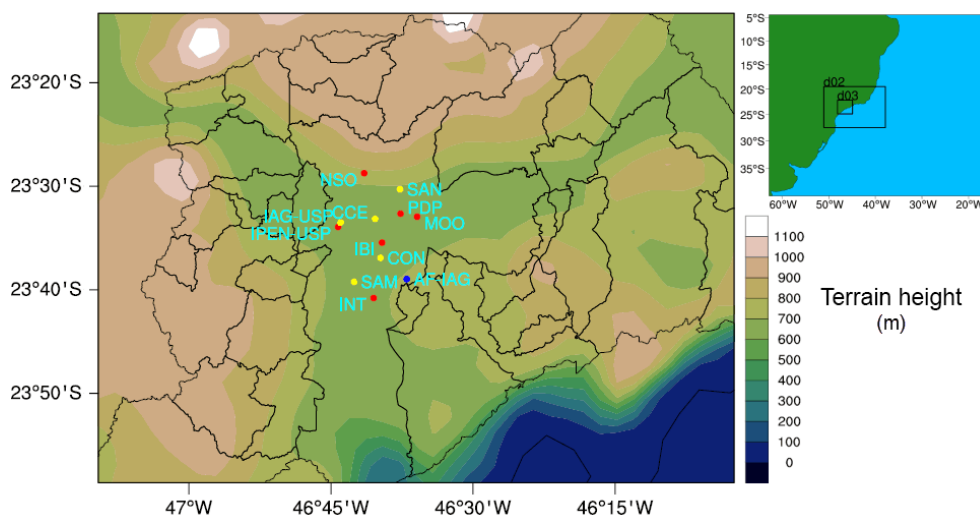 23°20'S
23°30'S
23°40'S
23°50'S
47°W
46°45'W
46°30'W
46°15'W
NSO
SAN
PDP
MOO
IAG-USP
CCE
IPEN-USP
IBI
CON
SAM
AF-IAG
INT
5°S
10°S
15°S
20°S
25°S
35°S
60°W
50°W
40°W
30°W
20°W
d02
d03
1100
1000
900
800
700
600
500
400
300
200
100
0
Terrain height
(m)